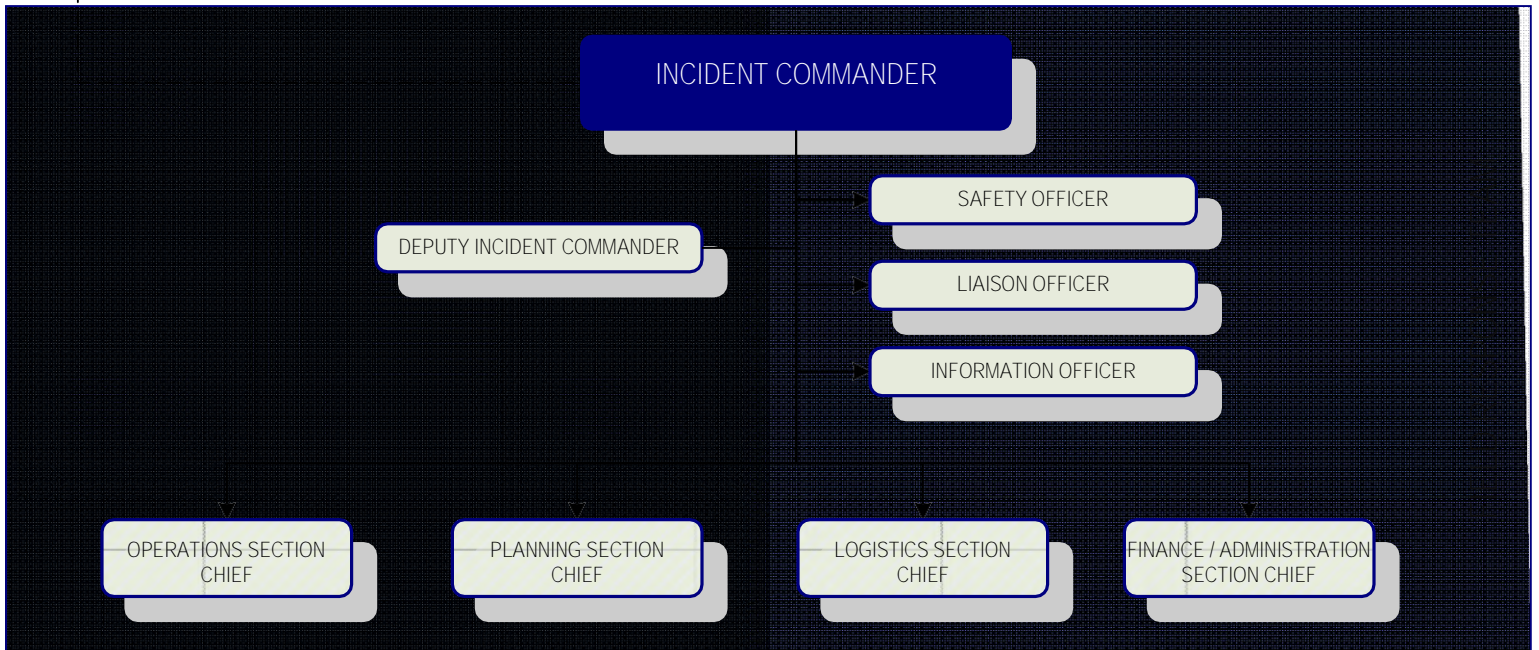 INCIDENT COMMANDER
SAFETY OFFICER
DEPUTY INCIDENT COMMANDER
LIAISON OFFICER
INFORMATION OFFICER
OPERATIONS SECTION
CHIEF
PLANNING SECTION
CHIEF
LOGISTICS SECTION
CHIEF
FINANCE / ADMINISTRATION
SECTION CHIEF